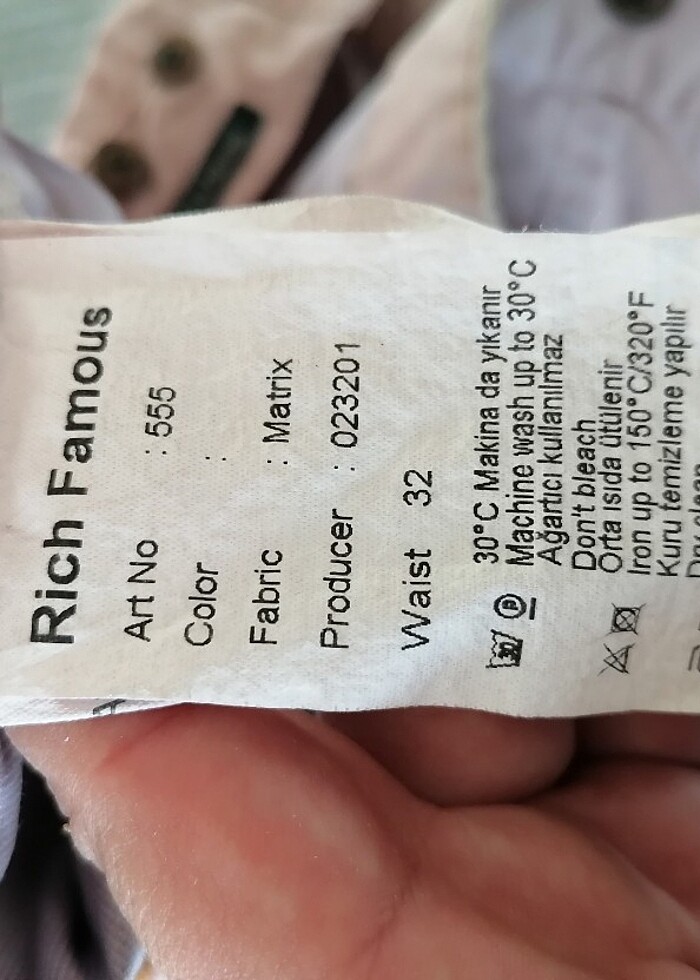 Rich Famous
Art No : 555
Color :
Fabric : Matrix
Producer : 023201
Waist 32
30°C Makina da yıkanır
Machine wash up to 30°C
Ağartıcı kullanılmaz
Don't bleach
Orta ısıda ütülenir
Iron up to 150°C/320°F
Kuru temizleme yapılır